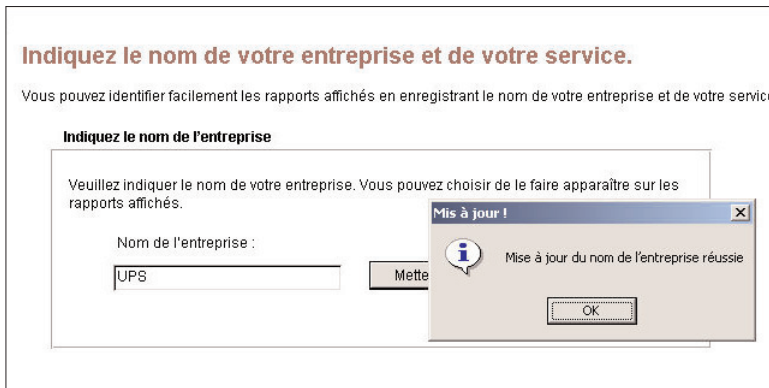 Indiquez le nom de votre entreprise et de votre service.
Vous pouvez identifier facilement les rapports affichés en enregistrant le nom de votre entreprise et de votre
Indiquez le nom de l'entreprise
Veuillez indiquer le nom de votre entreprise. Vous pouvez choisir de le faire apparaître sur les
rapports affichés.
Mis à jour !
Nom de l'entreprise :
Mise à jour du nom de l'entreprise réussie
UPS
OK